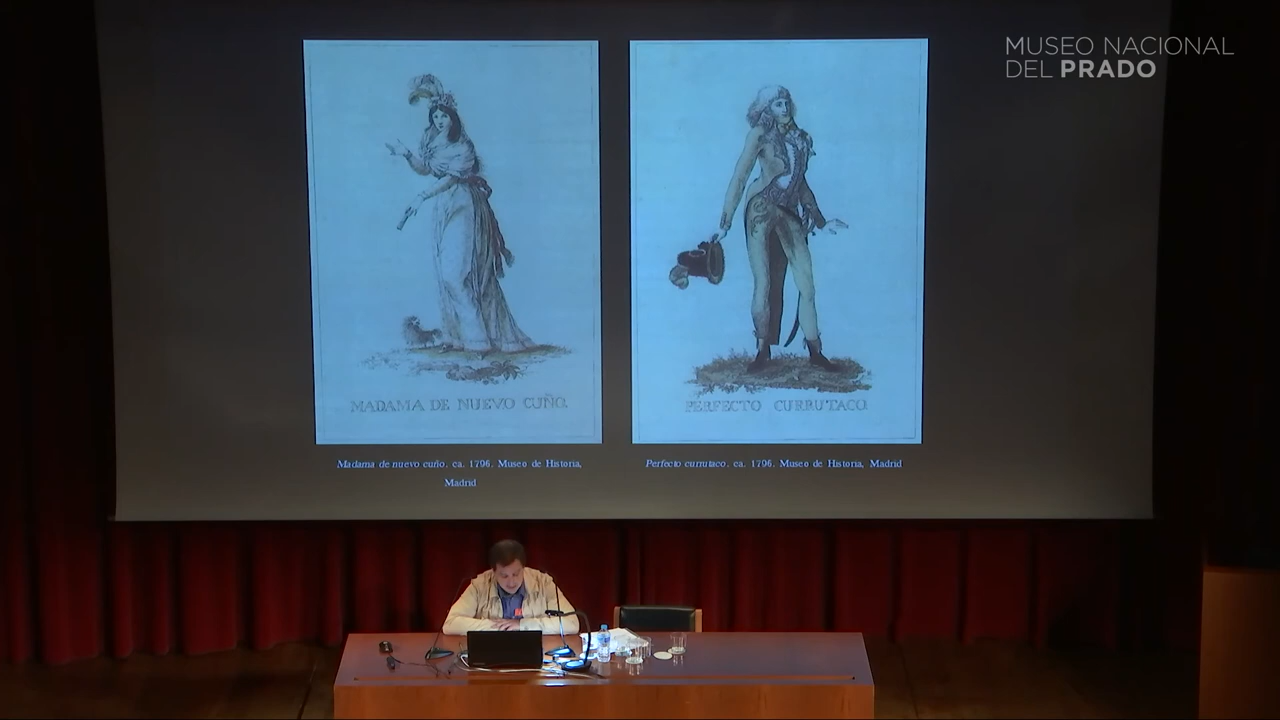 MUSEO NACIONAL
DEL PRADO
MADAMA DE NUEVO CUÑO.
PERFECTO CURRUTACO.
Madama de nuevo cuño. ca. 1796. Museo de Historia,
Madrid
Perfecto currutaco. ca. 1796. Museo de Historia, Madrid